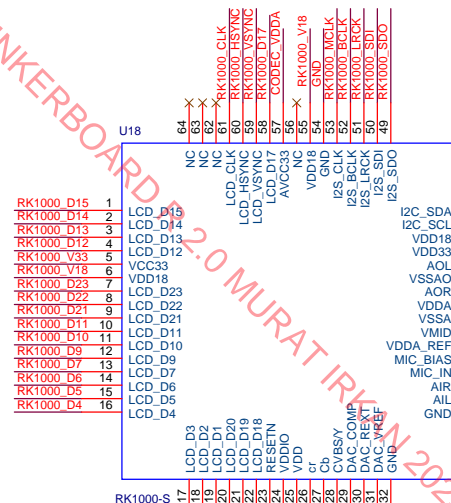 RK1000_CLK
RK1000_HSYNC
RK1000_VSYNC
RK1000_D17
CODEC_VDDA
RK1000_V18
GND
RK1000_MCLK
RK1000_BCLK
RK1000_LRCK
RK1000_SDI
RK1000_SDO
64
63
62
61
60
59
58
57
56
55
54
53
52
51
50
49
U18
NC
NC
NC
LCD_CLK
LCD_HSYNC
LCD_VSYNC
LCD_D17
AVCC33
NC
VDD18
GND
I2S_CLK
I2S_BCLK
I2S_LRCK
I2S_SDI
I2S_SDO
RK1000_D15 1 LCD_D15
RK1000_D14 2 LCD_D14
RK1000_D13 3 LCD_D13
RK1000_D12 4 LCD_D12
RK1000_V33 5 VCC33
RK1000_V18 6 VDD18
RK1000_D23 7 LCD_D23
RK1000_D22 8 LCD_D22
RK1000_D21 9 LCD_D21
RK1000_D11 10 LCD_D11
RK1000_D10 11 LCD_D10
RK1000_D9 12 LCD_D9
RK1000_D7 13 LCD_D7
RK1000_D6 14 LCD_D6
RK1000_D5 15 LCD_D5
RK1000_D4 16 LCD_D4
I2C_SDA
I2C_SCL
VDD18
VDD33
AOL
VSSAO
AOR
VDDA
VSSA
VMID
VDDA_REF
MIC_BIAS
MIC_IN
AIR
AIL
GND
LCD_D3
LCD_D2
LCD_D1
LCD_D20
LCD_D19
LCD_D18
RESETN
VDDIO
VDD
cr
Cb
CVBS/Y
DAC_COMP
DAC_REXT
DAC_VREF
GND
RK1000-S
17
18
19
20
21
22
23
24
25
26
27
28
29
30
31
32
NKERBOARD R 2.0 MURAT IRKAN 202